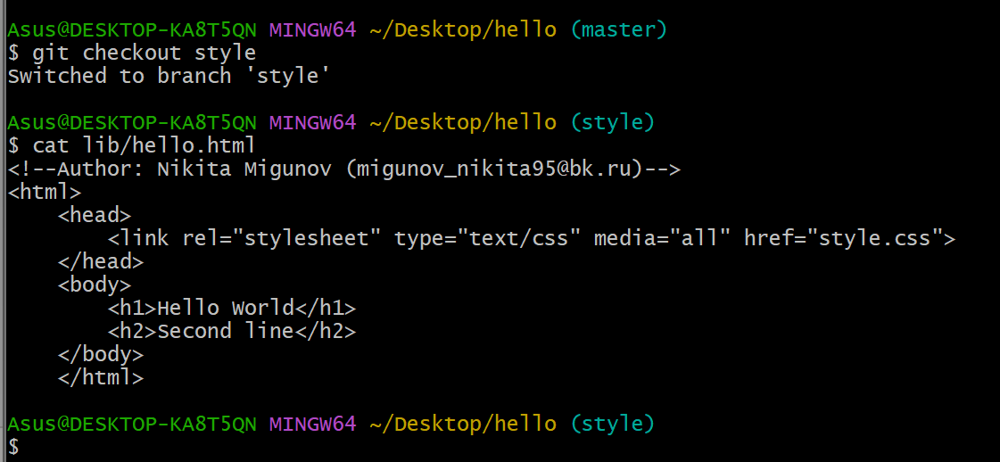 Asus@DESKTOP-KA8T5QN MINGW64 ~/Desktop/hello (master)
$ git checkout style
Switched to branch 'style'

Asus@DESKTOP-KA8T5QN MINGW64 ~/Desktop/hello (style)
$ cat lib/hello.html
<!--Author: Nikita Migunov (migunov_nikita95@bk.ru)-->
<html>
    <head>
        <link rel="stylesheet" type="text/css" media="all" href="style.css">
    </head>
    <body>
        <h1>Hello World</h1>
        <h2>Second line</h2>
    </body>
    </html>

Asus@DESKTOP-KA8T5QN MINGW64 ~/Desktop/hello (style)
$